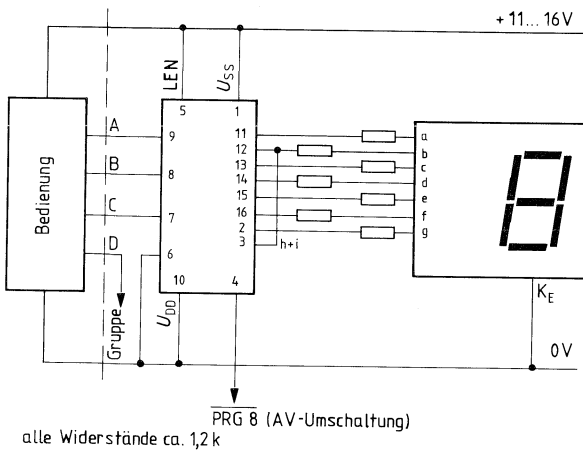 + 11... 16 V
LEN
U_SS
5
1
Bedienung
A
9
11
a
12
b
B
8
13
c
14
d
C
7
15
e
16
f
D
6
2
g
3
h+i
10
4
Gruppe
U_DD
K_E
0V
PRG 8 (AV-Umschaltung)
alle Widerstände ca. 1,2 k